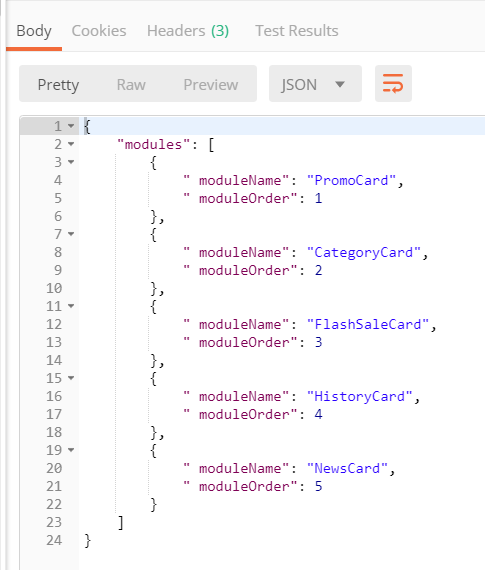 Body Cookies Headers (3) Test Results
Pretty Raw Preview JSON
1 {
2 "modules": [
3 {
4 " moduleName": "PromoCard",
5 " moduleOrder": 1
6 },
7 {
8 " moduleName": "CategoryCard",
9 " moduleOrder": 2
10 },
11 {
12 " moduleName": "FlashSaleCard",
13 " moduleOrder": 3
14 },
15 {
16 " moduleName": "HistoryCard",
17 " moduleOrder": 4
18 },
19 {
20 " moduleName": "NewsCard",
21 " moduleOrder": 5
22 }
23 ]
24 }